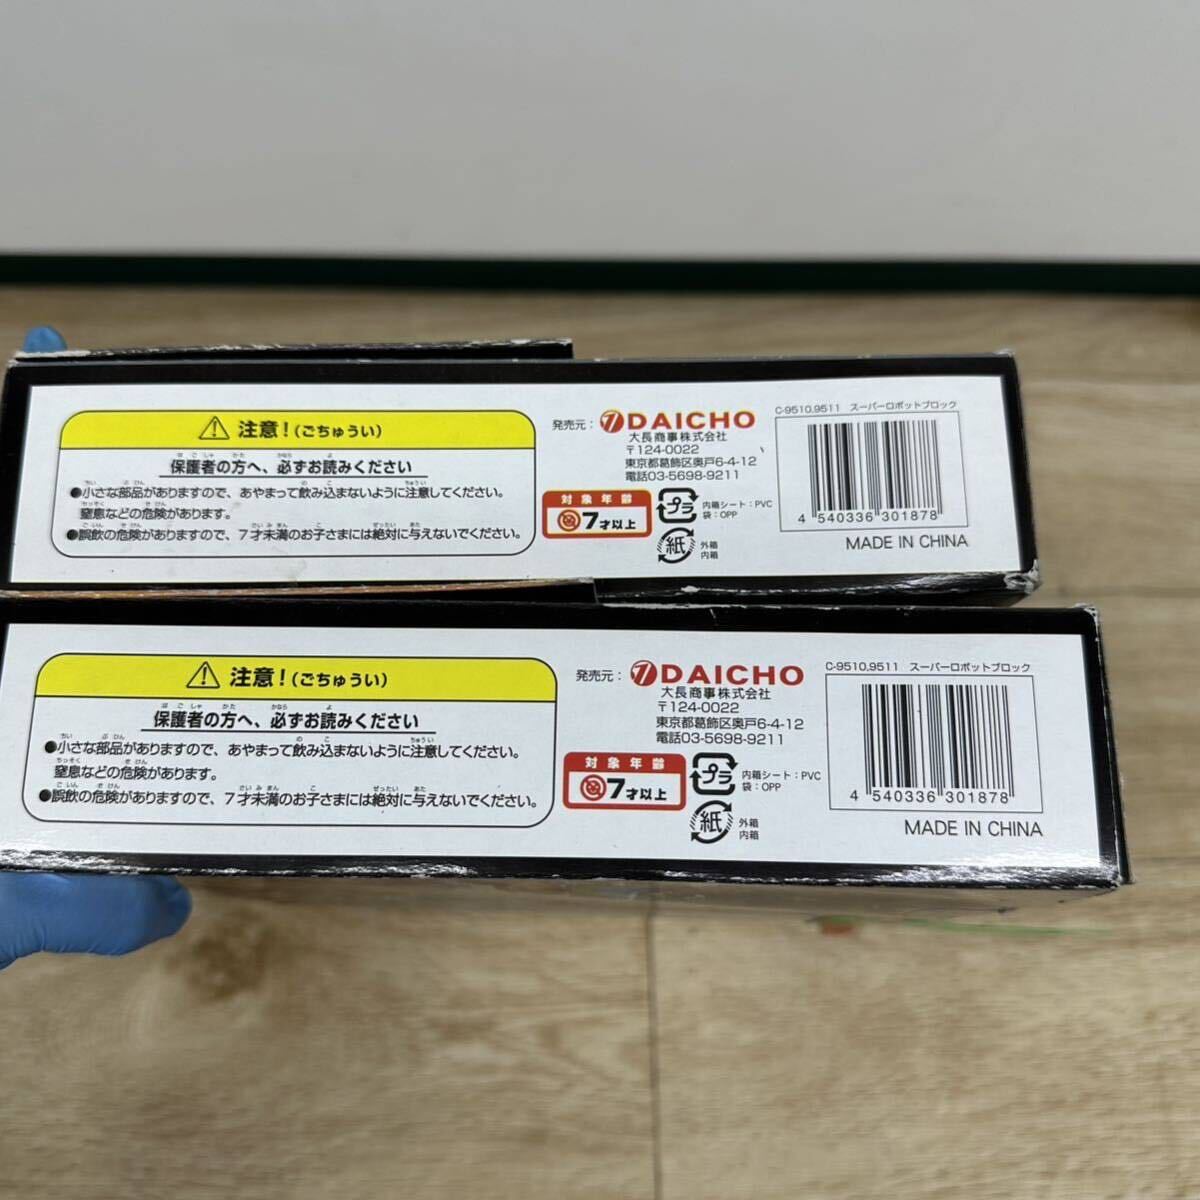 注意!(ごちゅうい)
保護者の方へ、必ずお読みください
●小さな部品がありますので、あやまって飲み込まないように注意してください。
窒息などの危険があります。
●誤飲の危険がありますので、7才未満のお子さまには絶対に与えないでください。
発売元: DAICHO
大長商事株式会社
〒124-0022
東京都葛飾区奥戸6-4-12
電話03-5698-9211
対象年齢
7才以上
プラ
内箱シート:PVC
袋:OPP
紙
外箱
内箱
C-9510,9511 スーパーロボットブロック
4 540336 301878
MADE IN CHINA
注意!(ごちゅうい)
保護者の方へ、必ずお読みください
●小さな部品がありますので、あやまって飲み込まないように注意してください。
窒息などの危険があります。
●誤飲の危険がありますので、7才未満のお子さまには絶対に与えないでください。
発売元: DAICHO
大長商事株式会社
〒124-0022
東京都葛飾区奥戸6-4-12
電話03-5698-9211
対象年齢
7才以上
プラ
内箱シート:PVC
袋:OPP
紙
外箱
内箱
C-9510,9511 スーパーロボットブロック
4 540336 301878
MADE IN CHINA